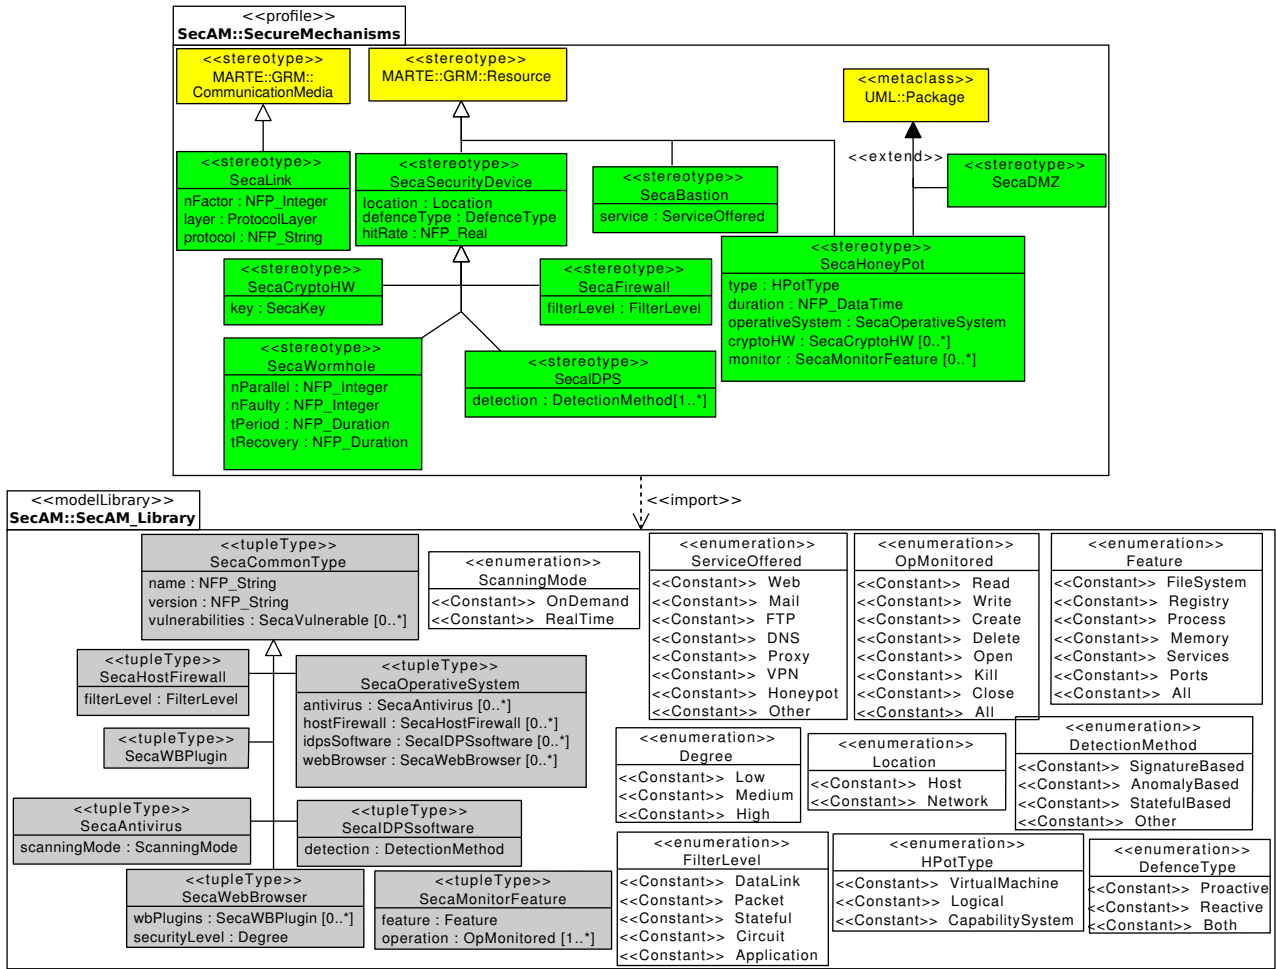 <<profile>>
SecAM::SecureMechanisms
<<stereotype>>
MARTE::GRM::
CommunicationMedia
<<stereotype>>
MARTE::GRM::Resource
<<metaclass>>
UML::Package
<<extend>>
<<stereotype>>
SecaLink
nFactor : NFP_Integer
layer : ProtocolLayer
protocol : NFP_String
<<stereotype>>
SecaSecurityDevice
location : Location
defenceType : DefenceType
hitRate : NFP_Real
<<stereotype>>
SecaBastion
service : ServiceOffered
<<stereotype>>
SecaDMZ
<<stereotype>>
SecaHoneyPot
type : HPotType
duration : NFP_DataTime
operativeSystem : SecaOperativeSystem
cryptoHW : SecaCryptoHW [0..*]
monitor : SecaMonitorFeature [0..*]
<<stereotype>>
SecaCryptoHW
key : SecaKey
<<stereotype>>
SecaFirewall
filterLevel : FilterLevel
<<stereotype>>
SecaWormhole
nParallel : NFP_Integer
nFaulty : NFP_Integer
tPeriod : NFP_Duration
tRecovery : NFP_Duration
<<stereotype>>
SecaIDPS
detection : DetectionMethod[1..*]
<<import>>
<<modelLibrary>>
SecAM::SecAM_Library
<<tupleType>>
SecaCommonType
name : NFP_String
version : NFP_String
vulnerabilities : SecaVulnerable [0..*]
<<enumeration>>
ScanningMode
<<Constant>> OnDemand
<<Constant>> RealTime
<<enumeration>>
ServiceOffered
<<Constant>> Web
<<Constant>> Mail
<<Constant>> FTP
<<Constant>> DNS
<<Constant>> Proxy
<<Constant>> VPN
<<Constant>> Honeypot
<<Constant>> Other
<<enumeration>>
OpMonitored
<<Constant>> Read
<<Constant>> Write
<<Constant>> Create
<<Constant>> Delete
<<Constant>> Open
<<Constant>> Kill
<<Constant>> Close
<<Constant>> All
<<enumeration>>
Feature
<<Constant>> FileSystem
<<Constant>> Registry
<<Constant>> Process
<<Constant>> Memory
<<Constant>> Services
<<Constant>> Ports
<<Constant>> All
<<tupleType>>
SecaHostFirewall
filterLevel : FilterLevel
<<tupleType>>
SecaOperativeSystem
antivirus : SecaAntivirus [0..*]
hostFirewall : SecaHostFirewall [0..*]
idpsSoftware : SecaIDPSsoftware [0..*]
webBrowser : SecaWebBrowser [0..*]
<<tupleType>>
SecaWBPlugin
<<enumeration>>
Degree
<<Constant>> Low
<<Constant>> Medium
<<Constant>> High
<<enumeration>>
Location
<<Constant>> Host
<<Constant>> Network
<<enumeration>>
DetectionMethod
<<Constant>> SignatureBased
<<Constant>> AnomalyBased
<<Constant>> StatefulBased
<<Constant>> Other
<<tupleType>>
SecaAntivirus
scanningMode : ScanningMode
<<tupleType>>
SecaIDPSsoftware
detection : DetectionMethod
<<tupleType>>
SecaWebBrowser
wbPlugins : SecaWBPlugin [0..*]
securityLevel : Degree
<<tupleType>>
SecaMonitorFeature
feature : Feature
operation : OpMonitored [1..*]
<<enumeration>>
FilterLevel
<<Constant>> DataLink
<<Constant>> Packet
<<Constant>> Stateful
<<Constant>> Circuit
<<Constant>> Application
<<enumeration>>
HPotType
<<Constant>> VirtualMachine
<<Constant>> Logical
<<Constant>> CapabilitySystem
<<enumeration>>
DefenceType
<<Constant>> Proactive
<<Constant>> Reactive
<<Constant>> Both